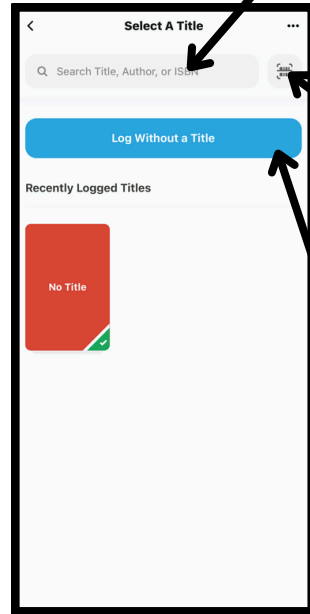 Select A Title
Search Title, Author, or ISBN
Log Without a Title
Recently Logged Titles
No Title